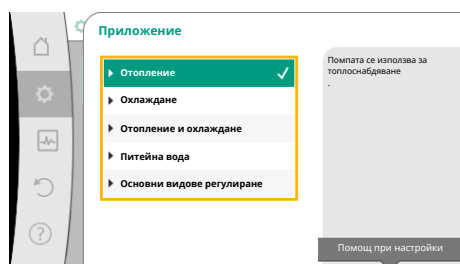 Приложение
Отопление
Охлаждане
Отопление и охлаждане
Питейна вода
Основни видове регулиране
Помпата се използва за
топлоснабдяване
.
Помощ при настройки
?